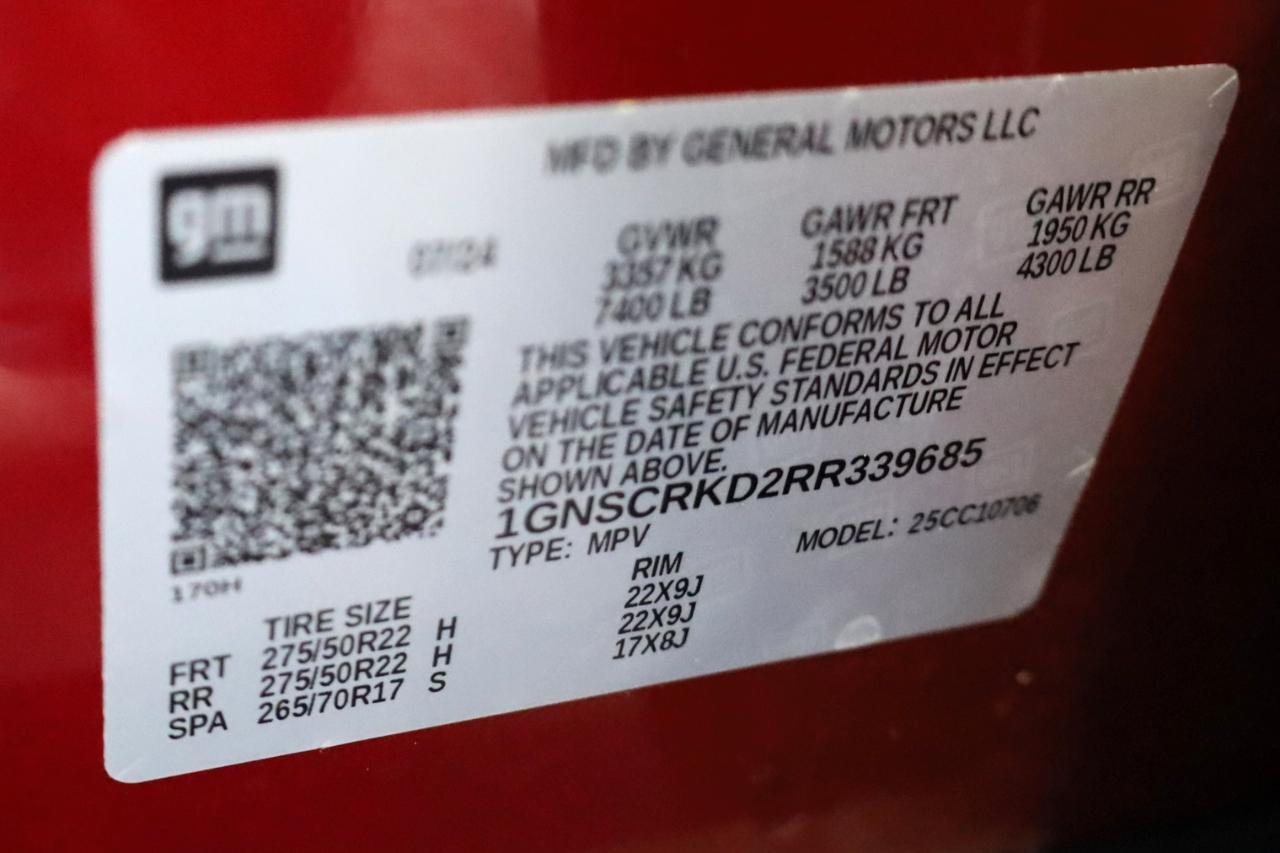 MFD BY GENERAL MOTORS LLC
gm
07/24
GVWR GAWR FRT GAWR RR
3357 KG 1588 KG 1950 KG
7400 LB 3500 LB 4300 LB
THIS VEHICLE CONFORMS TO ALL
APPLICABLE U.S. FEDERAL MOTOR
VEHICLE SAFETY STANDARDS IN EFFECT
ON THE DATE OF MANUFACTURE
SHOWN ABOVE.
1GNSCRKD2RR339685
TYPE: MPV MODEL: 25CC10706
170H
TIRE SIZE RIM
FRT 275/50R22 H 22X9J
RR 275/50R22 H 22X9J
SPA 265/70R17 S 17X8J